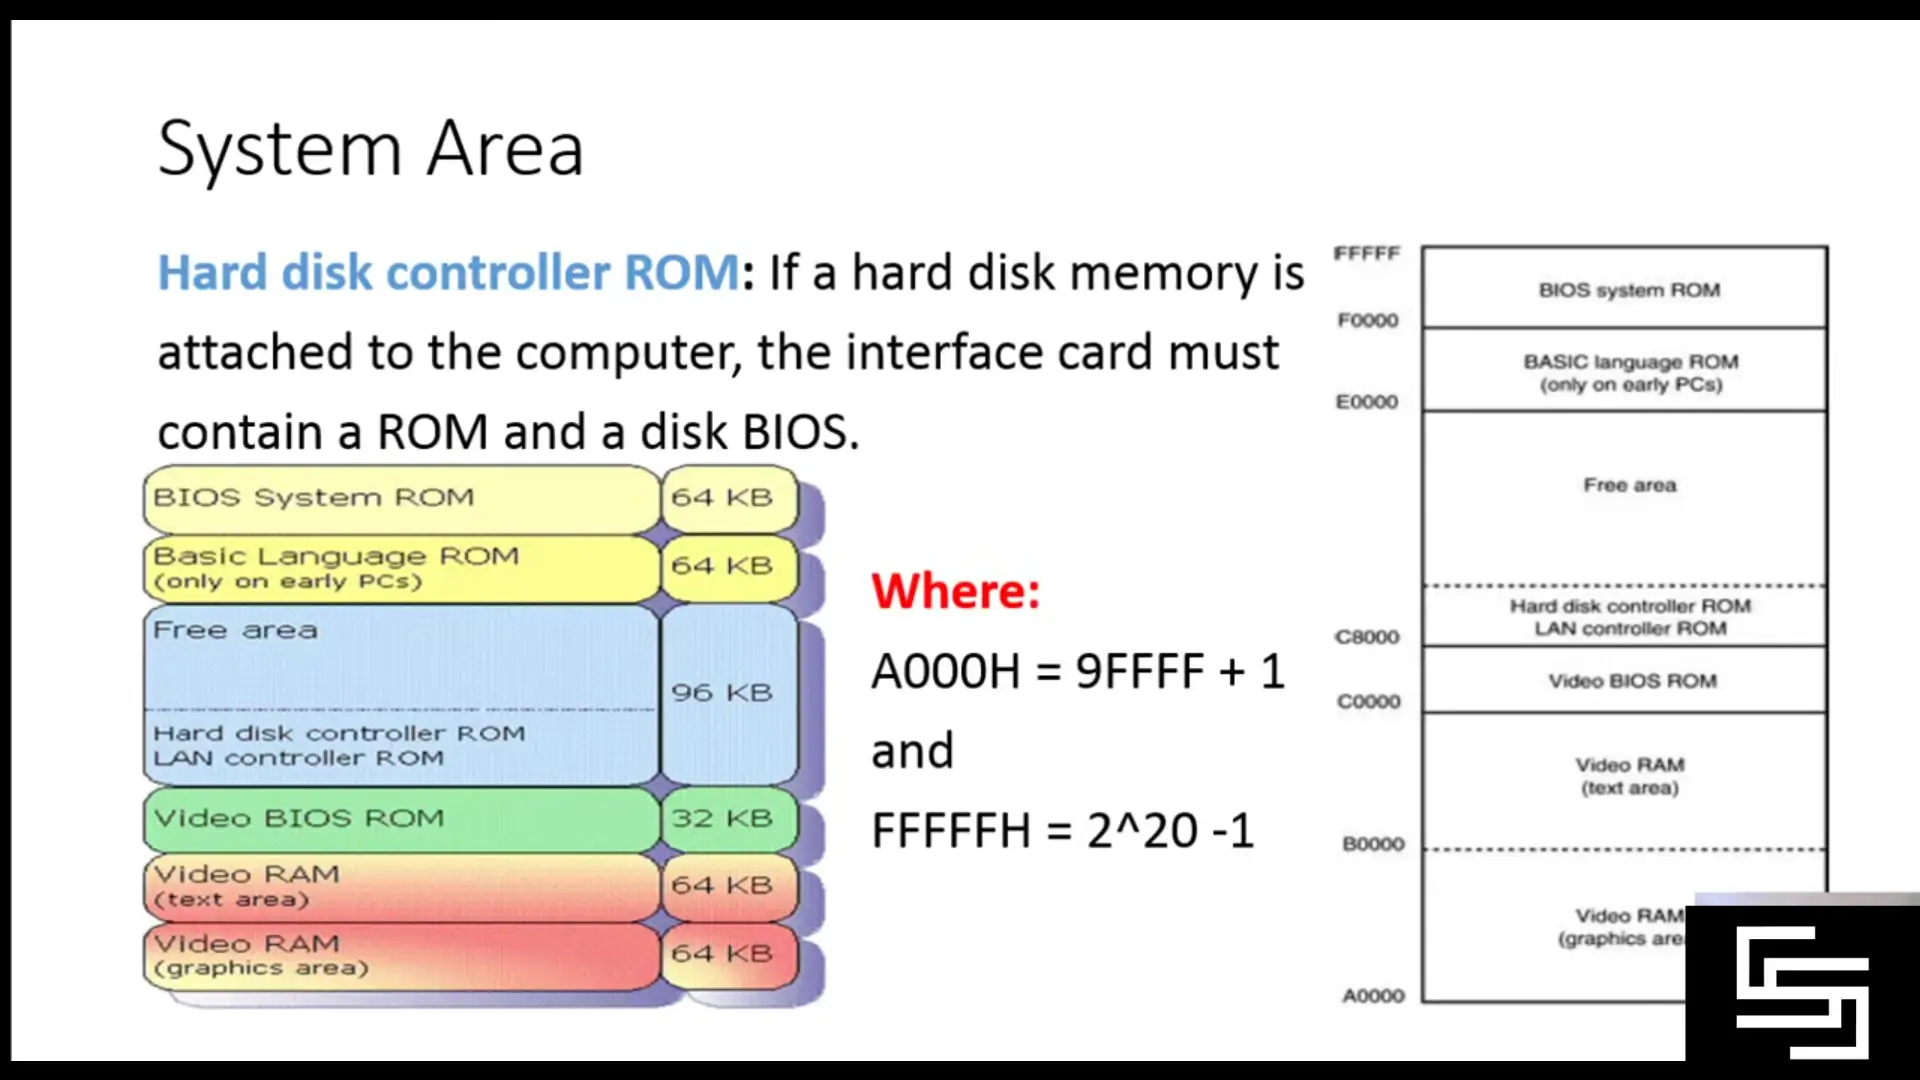 System Area
Hard disk controller ROM: If a hard disk memory is
attached to the computer, the interface card must
contain a ROM and a disk BIOS.
BIOS System ROM 64 KB
Basic Language ROM
(only on early PCs) 64 KB
Free area
96 KB
Hard disk controller ROM
LAN controller ROM
Video BIOS ROM 32 KB
Video RAM
(text area) 64 KB
Video RAM
(graphics area) 64 KB
Where:
A000H = 9FFFF + 1
and
FFFFFH = 2^20 -1
FFFFF
BIOS system ROM
F0000
BASIC language ROM
(only on early PCs)
E0000
Free area
Hard disk controller ROM
LAN controller ROM
C8000
Video BIOS ROM
C0000
Video RAM
(text area)
B0000
Video RAM
(graphics are
A0000